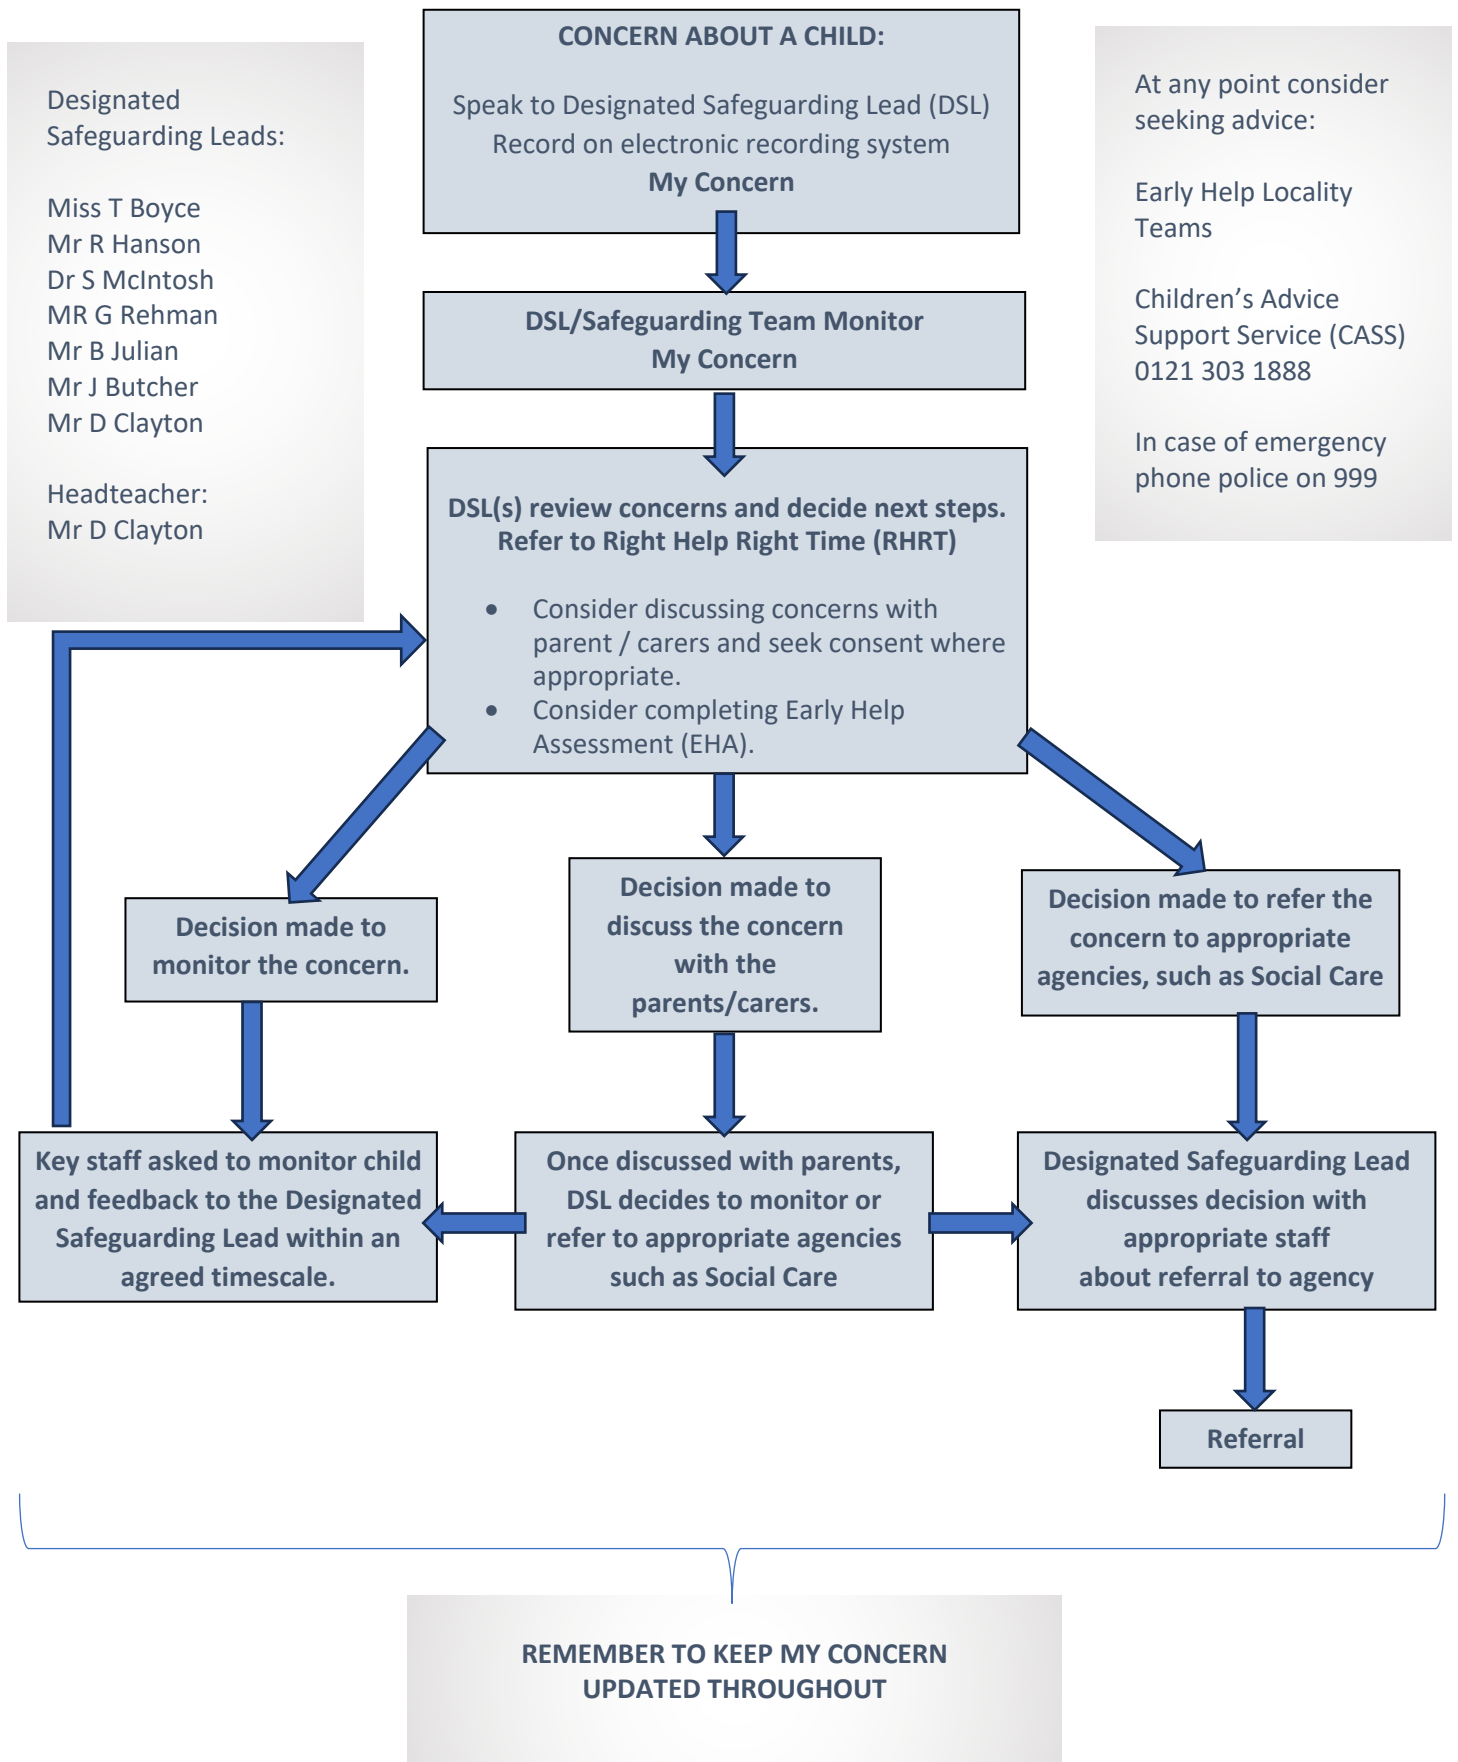 CONCERN ABOUT A CHILD:
Speak to Designated Safeguarding Lead (DSL)
Record on electronic recording system
My Concern
Designated
Safeguarding Leads:
Miss T Boyce
Mr R Hanson
Dr S McIntosh
MR G Rehman
Mr B Julian
Mr J Butcher
Mr D Clayton
Headteacher:
Mr D Clayton
At any point consider
seeking advice:
Early Help Locality
Teams
Children’s Advice
Support Service (CASS)
0121 303 1888
In case of emergency
phone police on 999
DSL/Safeguarding Team Monitor
My Concern
DSL(s) review concerns and decide next steps.
Refer to Right Help Right Time (RHRT)
• Consider discussing concerns with
parent / carers and seek consent where
appropriate.
• Consider completing Early Help
Assessment (EHA).
Decision made to
monitor the concern.
Decision made to
discuss the concern
with the
parents/carers.
Decision made to refer the
concern to appropriate
agencies, such as Social Care
Key staff asked to monitor child
and feedback to the Designated
Safeguarding Lead within an
agreed timescale.
Once discussed with parents,
DSL decides to monitor or
refer to appropriate agencies
such as Social Care
Designated Safeguarding Lead
discusses decision with
appropriate staff
about referral to agency
Referral
REMEMBER TO KEEP MY CONCERN
UPDATED THROUGHOUT